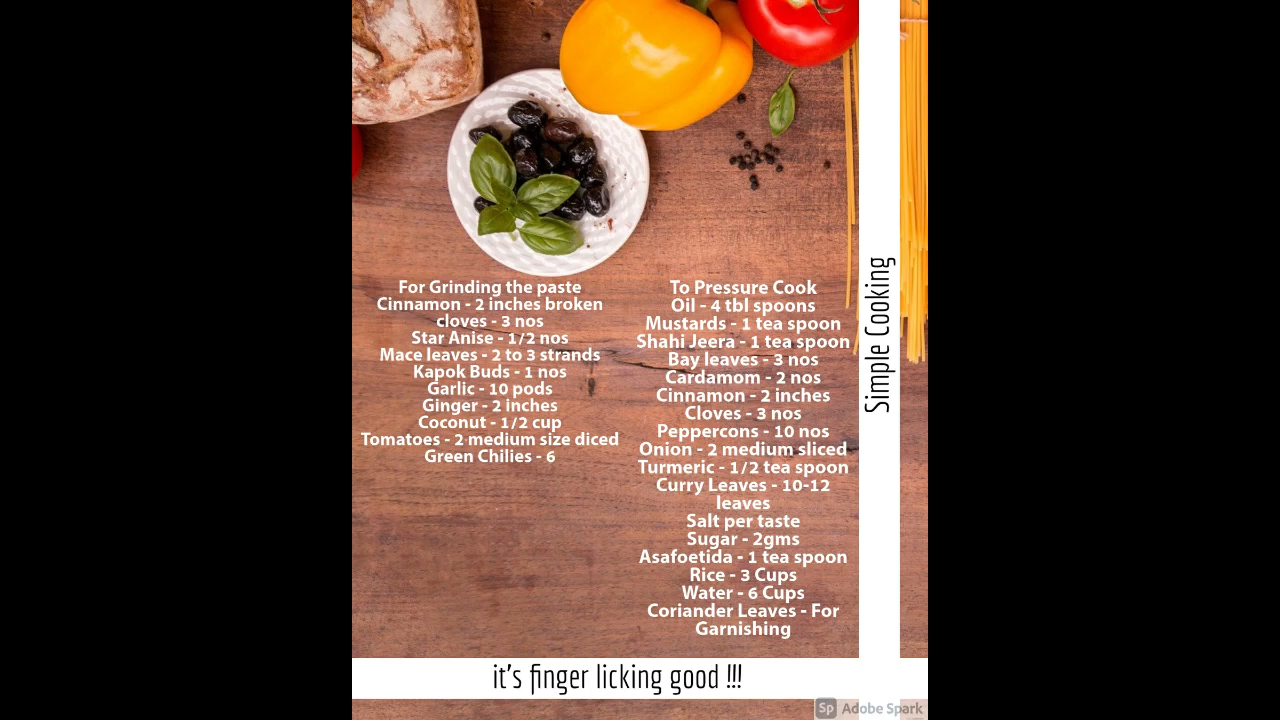 For Grinding the paste
Cinnamon - 2 inches broken
cloves - 3 nos
Star Anise - 1/2 nos
Mace leaves - 2 to 3 strands
Kapok Buds - 1 nos
Garlic - 10 pods
Ginger - 2 inches
Coconut - 1/2 cup
Tomatoes - 2 medium size diced
Green Chilies - 6
To Pressure Cook
Oil - 4 tbl spoons
Mustards - 1 tea spoon
Shahi Jeera - 1 tea spoon
Bay leaves - 3 nos
Cardamom - 2 nos
Cinnamon - 2 inches
Cloves - 3 nos
Peppercons - 10 nos
Onion - 2 medium sliced
Turmeric - 1/2 tea spoon
Curry Leaves - 10-12
leaves
Salt per taste
Sugar - 2gms
Asafoetida - 1 tea spoon
Rice - 3 Cups
Water - 6 Cups
Coriander Leaves - For
Garnishing
Simple Cooking
it's finger licking good !!!
Sp Adobe Spark